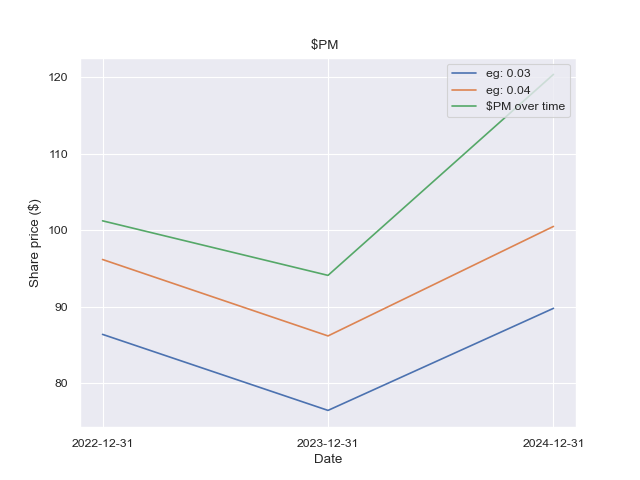 $PM
eg: 0.03
eg: 0.04
$PM over time
120
110
100
90
80
Share price ($)
2022-12-31
2023-12-31
2024-12-31
Date